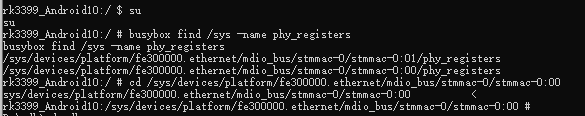 rk3399_Android10:/ $ su
su
rk3399_Android10:/ # busybox find /sys -name phy_registers
busybox find /sys -name phy_registers
/sys/devices/platform/fe300000.ethernet/mdio_bus/stmmac-0/stmmac-0:01/phy_registers
/sys/devices/platform/fe300000.ethernet/mdio_bus/stmmac-0/stmmac-0:00/phy_registers
rk3399_Android10:/ # cd /sys/devices/platform/fe300000.ethernet/mdio_bus/stmmac-0/stmmac-0:00
sys/devices/platform/fe300000.ethernet/mdio_bus/stmmac-0/stmmac-0:00 <
rk3399_Android10:/sys/devices/platform/fe300000.ethernet/mdio_bus/stmmac-0/stmmac-0:00 #